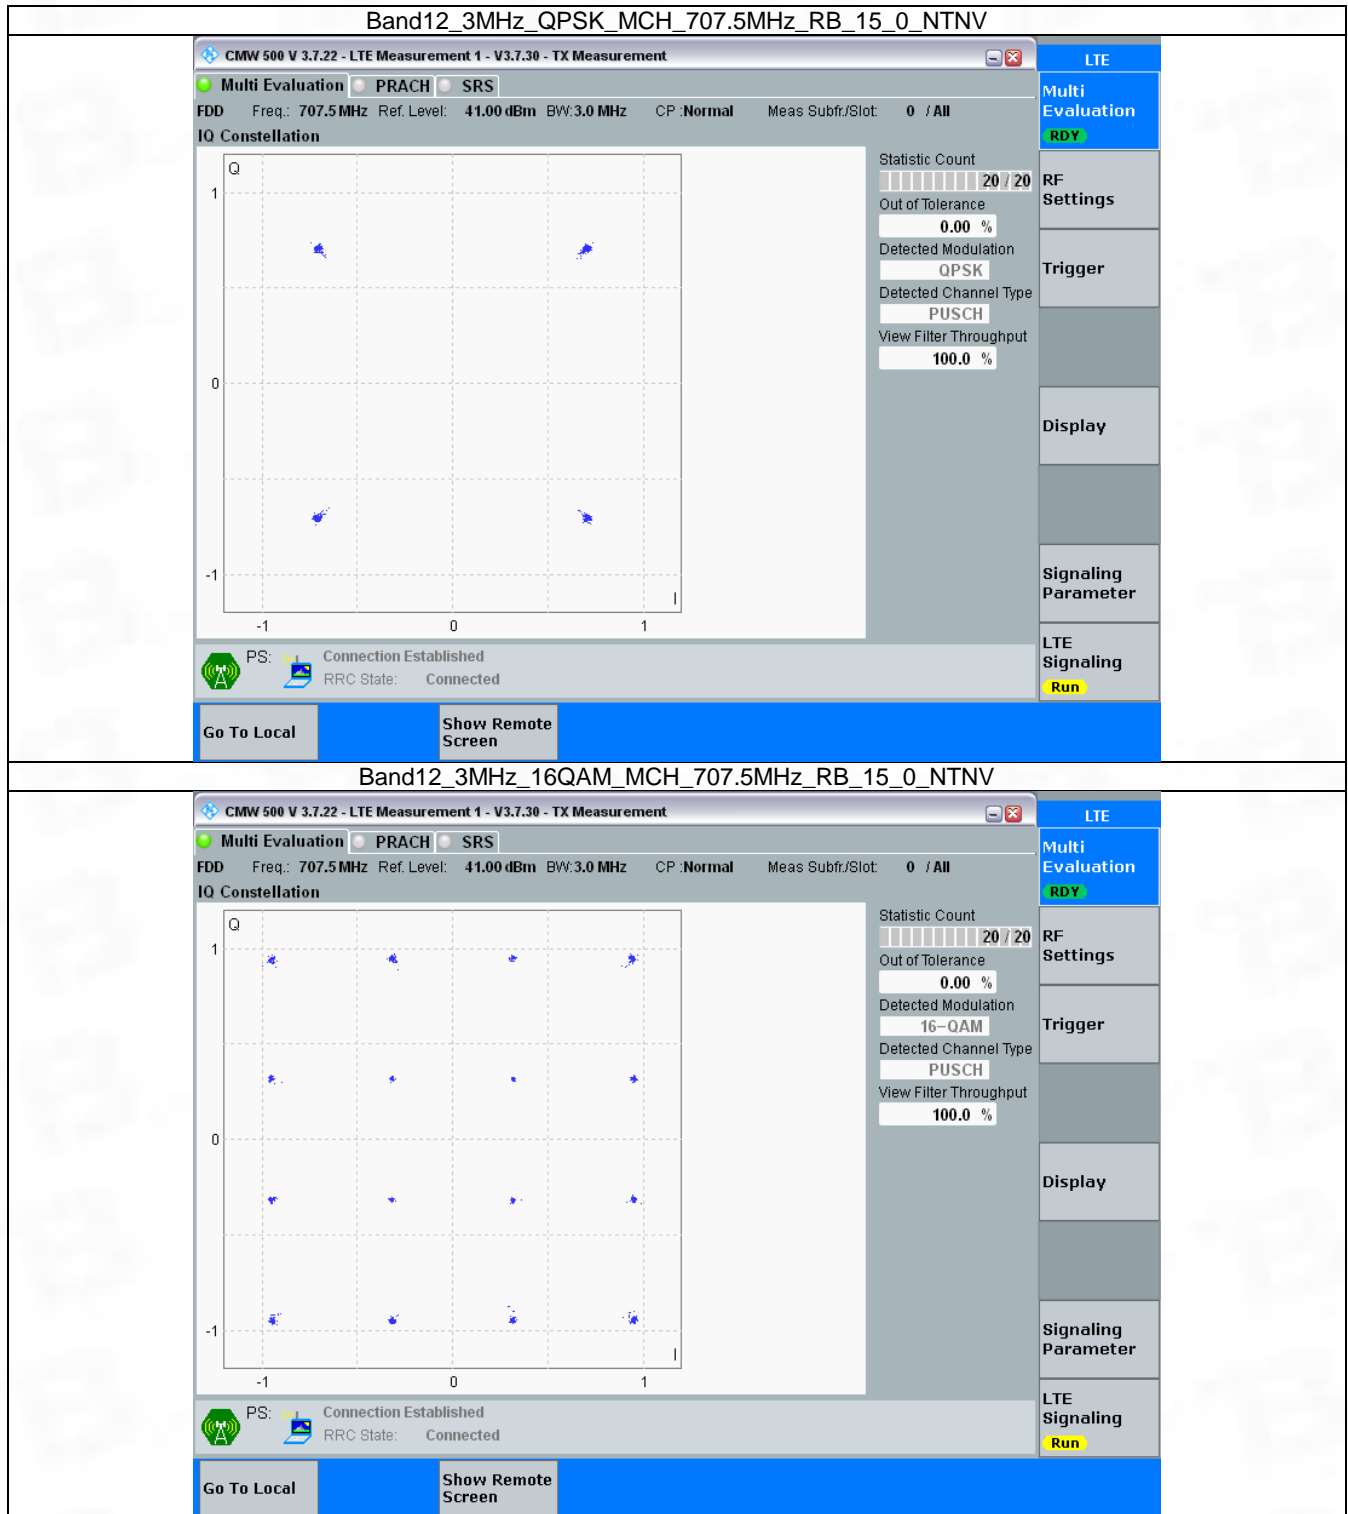 Band12_3MHz_QPSK_MCH_707.5MHz_RB_15_0_NTNV
CMW 500 V 3.7.22 - LTE Measurement 1 - V3.7.30 - TX Measurement
LTE
Multi Evaluation PRACH SRS
Multi
Evaluation
RDY
FDD Freq.: 707.5 MHz Ref. Level: 41.00 dBm BW: 3.0 MHz CP :Normal Meas Subfr./Slot: 0 / All
IQ Constellation
Q
1
0
-1
I
-1 0 1
Statistic Count
20 / 20
Out of Tolerance
0.00 %
Detected Modulation
QPSK
Detected Channel Type
PUSCH
View Filter Throughput
100.0 %
RF
Settings
Trigger
Display
Signaling
Parameter
LTE
Signaling
Run
PS: Connection Established
RRC State: Connected
Go To Local
Show Remote
Screen
Band12_3MHz_16QAM_MCH_707.5MHz_RB_15_0_NTNV
CMW 500 V 3.7.22 - LTE Measurement 1 - V3.7.30 - TX Measurement
LTE
Multi Evaluation PRACH SRS
Multi
Evaluation
RDY
FDD Freq.: 707.5 MHz Ref. Level: 41.00 dBm BW: 3.0 MHz CP :Normal Meas Subfr./Slot: 0 / All
IQ Constellation
Q
1
0
-1
I
-1 0 1
Statistic Count
20 / 20
Out of Tolerance
0.00 %
Detected Modulation
16-QAM
Detected Channel Type
PUSCH
View Filter Throughput
100.0 %
RF
Settings
Trigger
Display
Signaling
Parameter
LTE
Signaling
Run
PS: Connection Established
RRC State: Connected
Go To Local
Show Remote
Screen